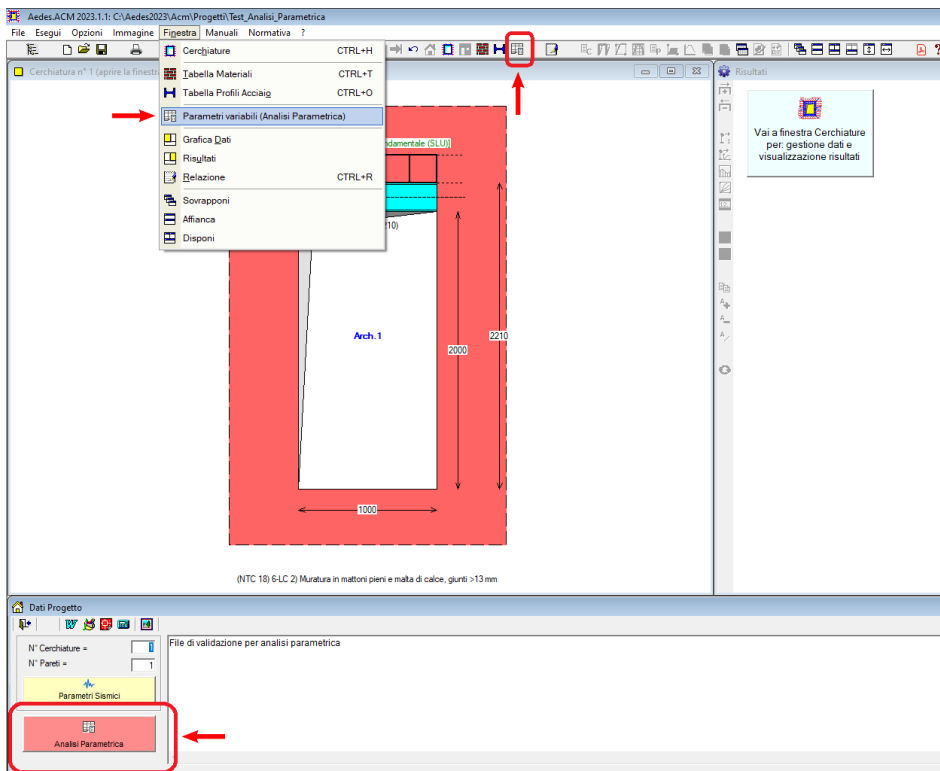 Aedes.ACM 2023.1.1: C:\Aedes2023\Acm\Progetti\Test_Analisi_Parametrica
File Esegui Opzioni Immagine Finestra Manuali Normativa ?
Cerchiatura n° 1 (aprire la finestr
Risultati
Cerchiature CTRL+H
Tabella Materiali CTRL+T
Tabella Profili Acciaio CTRL+O
Parametri variabili (Analisi Parametrica)
Grafica Dati
Risultati
Relazione CTRL+R
Sovrapponi
Affianca
Disponi
ndamentale (SLU)]
210)
Vai a finestra Cerchiature
per: gestione dati e
visualizzazione risultati
Arch.1
2210
2000
1000
(NTC 18) 6-LC 2) Muratura in mattoni pieni e malta di calce, giunti >13 mm
Dati Progetto
N° Cerchiature = 1
N° Pareti = 1
Parametri Sismici
Analisi Parametrica
File di validazione per analisi parametrica